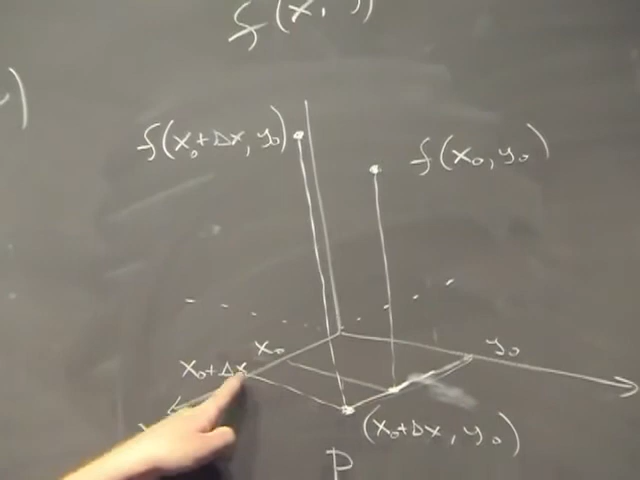 f(x,
f(x₀+Δx, y₀)
f(x₀, y₀)
x₀
y₀
x₀+Δx
(x₀+Δx, y₀)
P